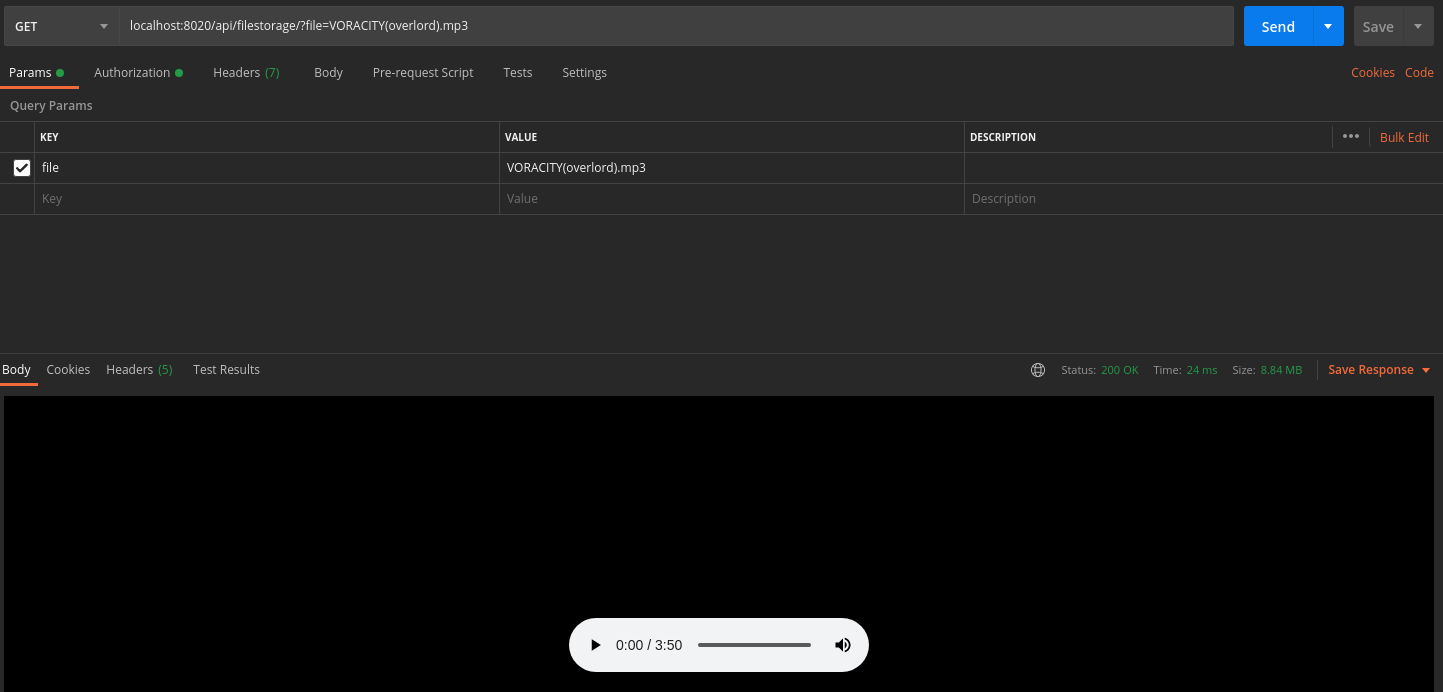 GET localhost:8020/api/filestorage/?file=VORACITY(overlord).mp3 Send Save
Params Authorization Headers (7) Body Pre-request Script Tests Settings Cookies Code
Query Params
KEY VALUE DESCRIPTION ••• Bulk Edit
file VORACITY(overlord).mp3
Key Value Description
Body Cookies Headers (5) Test Results Status: 200 OK Time: 24 ms Size: 8.84 MB Save Response
0:00 / 3:50